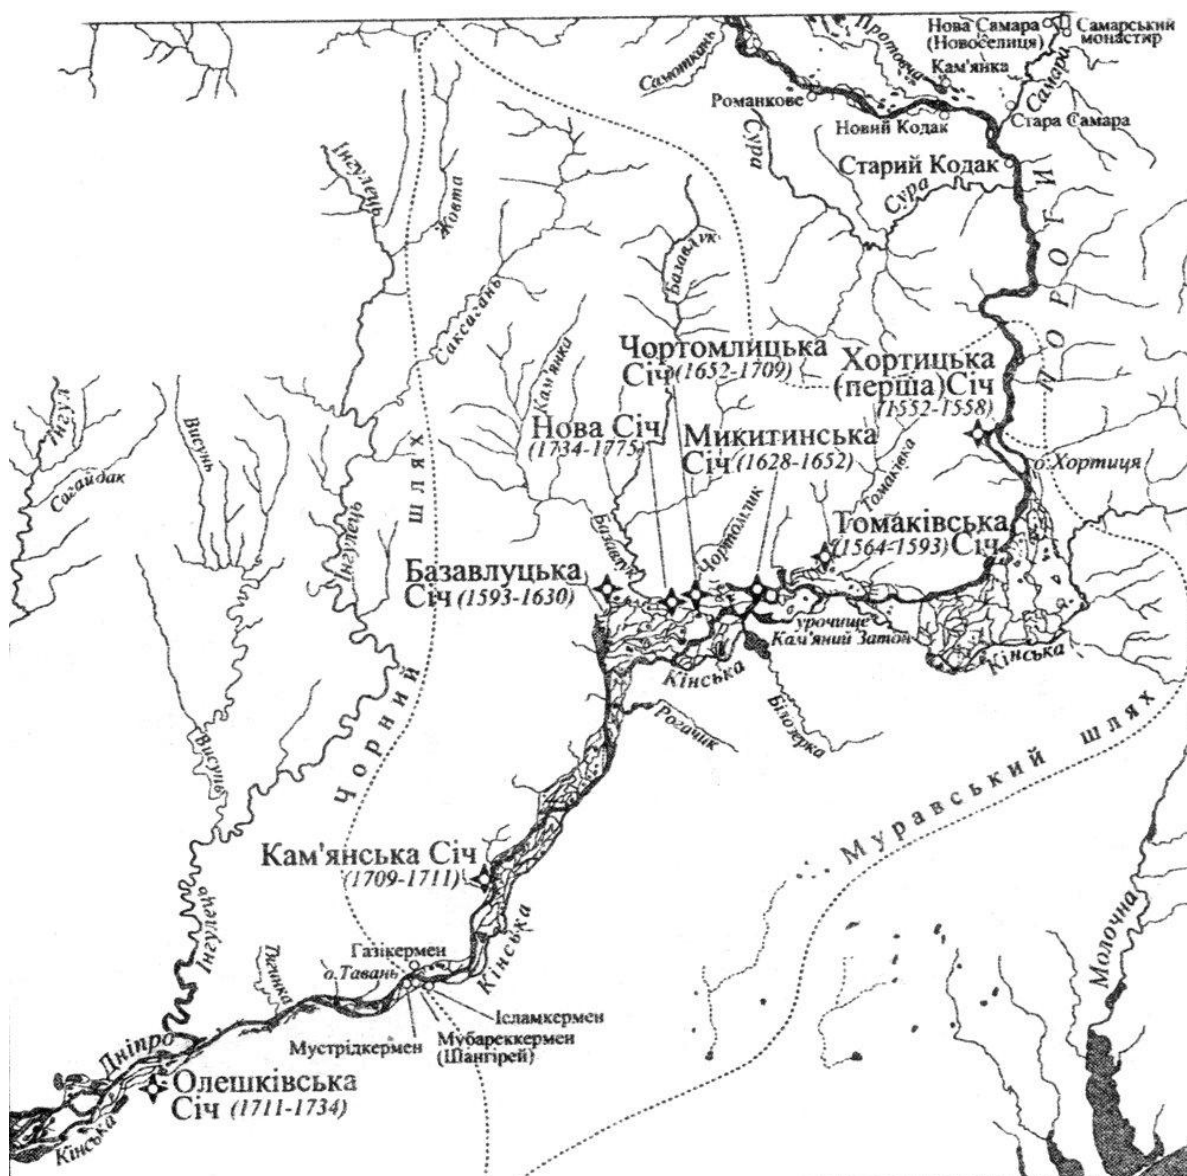 Нова Самара
(Новоселиця)
Самарський
монастир
Самоткань
Протовча
Кам'янка
Самара
Романкове
Новий Кодак
Стара Самара
Сура
Старий Кодак
Сура
ПОРОГИ
Інгулець
Жовта
Базавлук
Саксагань
Кам'янка
Чортомлицька
Січ (1652-1709)
Хортицька
(перша) Січ
(1552-1558)
Нова Січ
(1734-1775)
Микитинська
Січ (1628-1652)
Інгул
Сагайдак
Висунь
ШЛЯХ
Інгулець
Томаківка
о.Хортиця
Базавлук
Чортомлик
Томаківська
(1564-1593) Січ
Базавлуцька
Січ (1593-1630)
урочище
Кам'яний Затон
Кінська
Кінська
Рогачик
Білозерка
ЧОРНИЙ
Висунь
Муравський шлях
Кам'янська Січ
(1709-1711)
Кінська
Інгулець
Газікермен
о.Тавань
Ісламкермен
Мустрідкермен
Мубареккермен
(Шангірей)
Молочна
Дніпро
Олешківська
Січ (1711-1734)
Кінська